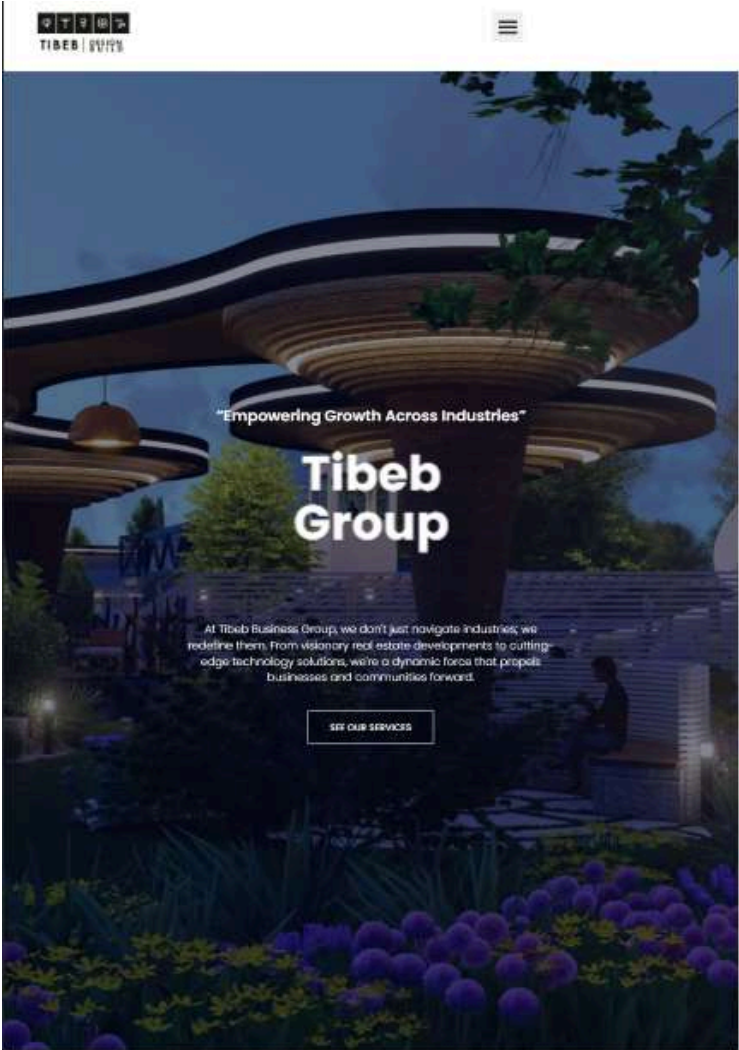 TIBEB
DESIGN
BUILD
“Empowering Growth Across Industries”
Tibeb
Group
At Tibeb Business Group, we don't just navigate industries; we
redefine them. From visionary real estate developments to cutting-
edge technology solutions, we're a dynamic force that propels
businesses and communities forward.
SEE OUR SERVICES